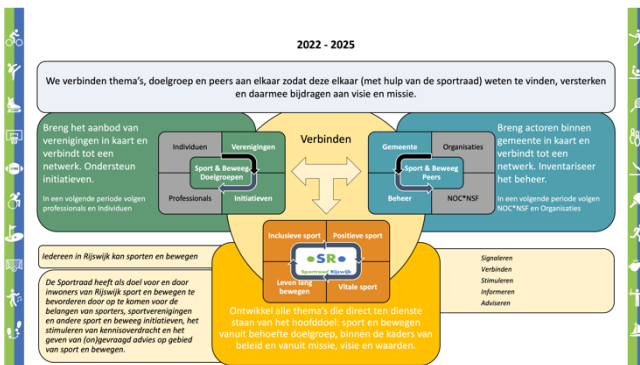 2022 - 2025
We verbinden thema's, doelgroep en peers aan elkaar zodat deze elkaar (met hulp van de sportraad) weten te vinden, versterken
en daarmee bijdragen aan visie en missie.
Breng het aanbod van
verenigingen in kaart en
verbindt tot een
netwerk. Ondersteun
initiatieven.
In een volgende periode volgen
professionals en Individuen
Individuen
Verenigingen
Sport & Beweeg-
Doelgroepen
Professionals
Initiatieven
Verbinden
Gemeente
Organisaties
Sport & Beweeg
Peers
Beheer
NOC*NSF
Breng actoren binnen
gemeente in kaart en
verbindt tot een
netwerk. Inventariseer
het beheer.
In een volgende periode volgen
NOC*NSF en Organisaties
Inclusieve sport
Positieve sport
SR
Sportraad Rijswijk
Leven lang
bewegen
Vitale sport
Ontwikkel alle thema's die direct ten dienste
staan van het hoofddoel: sport en bewegen
vanuit behoefte doelgroep, binnen de kaders van
beleid en vanuit missie, visie en waarden.
Iedereen in Rijswijk kan sporten en bewegen
De Sportraad heeft als doel voor en door
inwoners van Rijswijk sport en bewegen te
bevorderen door op te komen voor de
belangen van sporters, sportverenigingen
en andere sport en beweeg initiatieven, het
stimuleren van kennisoverdracht en het
geven van (on)gevraagd advies op gebied
van sport en bewegen.
Signaleren
Verbinden
Stimuleren
Informeren
Adviseren